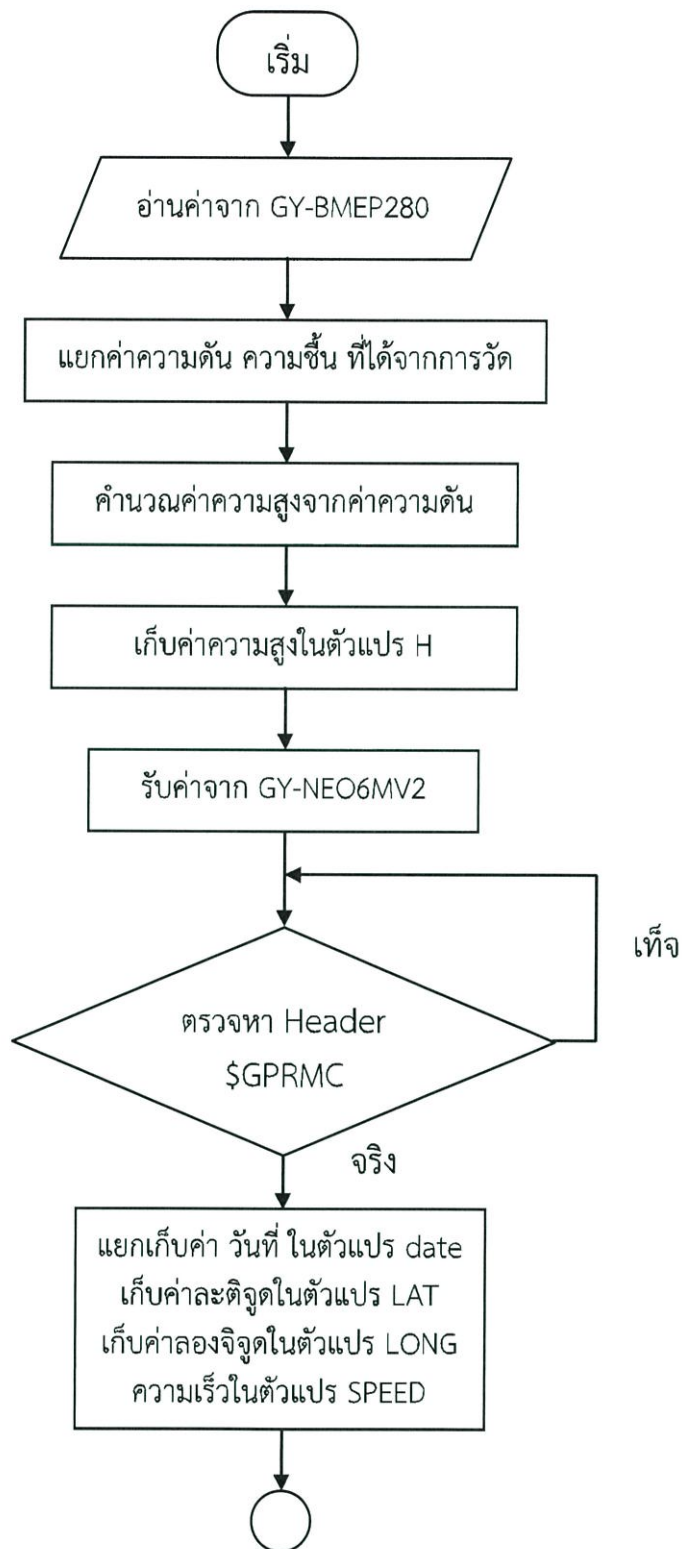 เริ่ม
อ่านค่าจาก GY-BMEP280
แยกค่าความดัน ความชื้น ที่ได้จากการวัด
คำนวณค่าความสูงจากค่าความดัน
เก็บค่าความสูงในตัวแปร H
รับค่าจาก GY-NEO6MV2
เท็จ
ตรวจหา Header
$GPRMC
จริง
แยกเก็บค่า วันที่ ในตัวแปร date
เก็บค่าละติจูดในตัวแปร LAT
เก็บค่าลองจิจูดในตัวแปร LONG
ความเร็วในตัวแปร SPEED